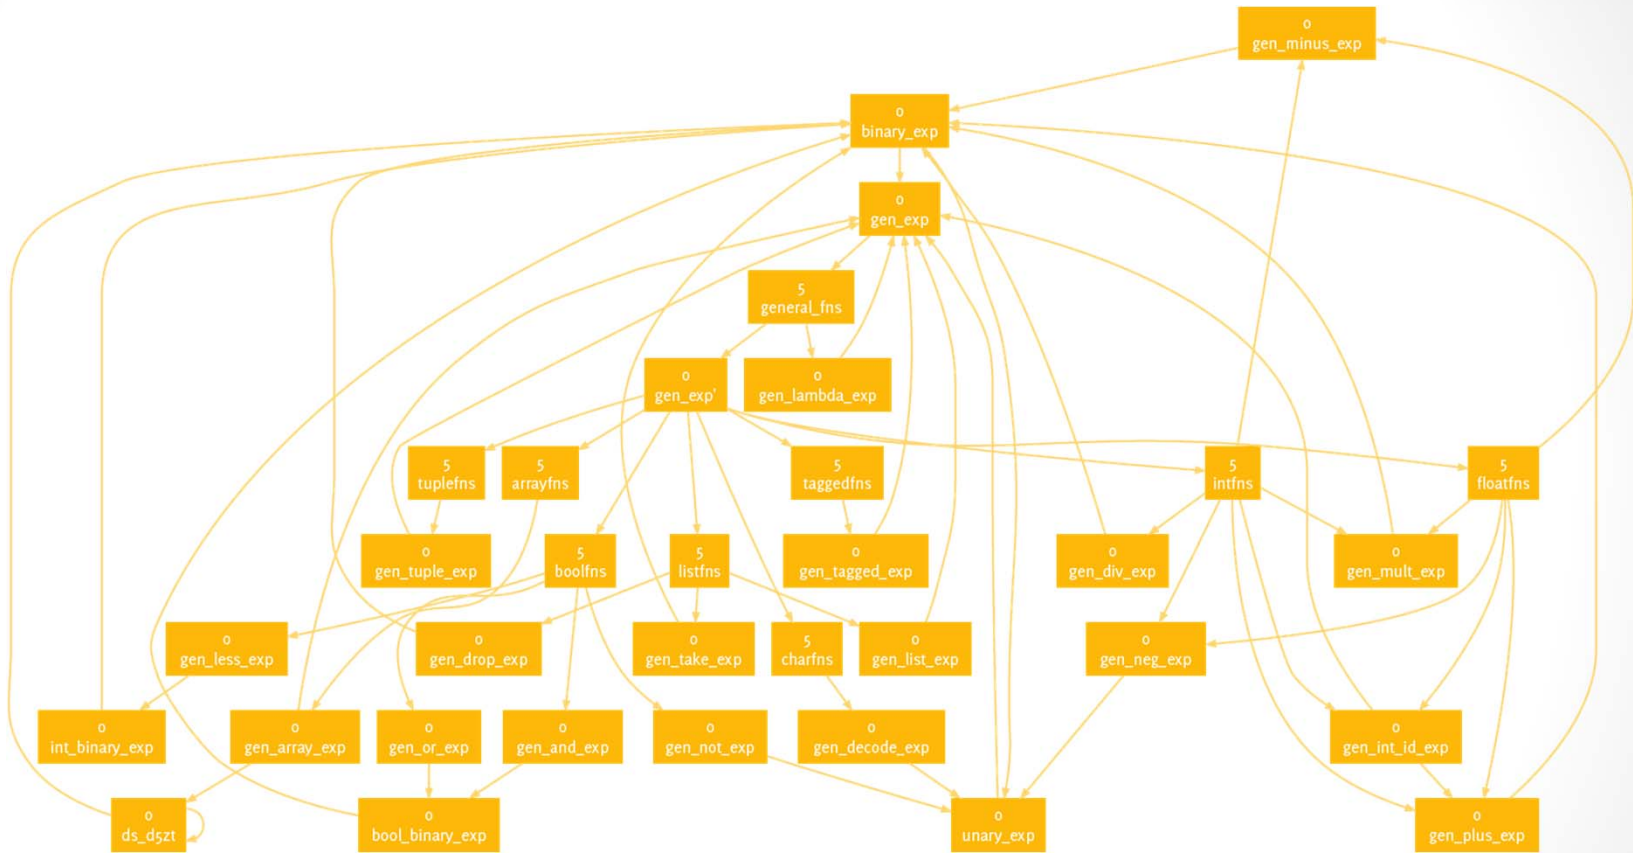 0
gen_minus_exp
0
binary_exp
0
gen_exp
5
general_fns
0
gen_exp'
0
gen_lambda_exp
5
tuplefns
5
arrayfns
5
taggedfns
5
intfns
5
floatfns
0
gen_tuple_exp
5
boolfns
5
listfns
0
gen_tagged_exp
0
gen_div_exp
0
gen_mult_exp
0
gen_less_exp
0
gen_drop_exp
0
gen_take_exp
5
charfns
0
gen_list_exp
0
gen_neg_exp
0
int_binary_exp
0
gen_array_exp
0
gen_or_exp
0
gen_and_exp
0
gen_not_exp
0
gen_decode_exp
0
gen_int_id_exp
0
ds_d5zt
0
bool_binary_exp
0
unary_exp
0
gen_plus_exp